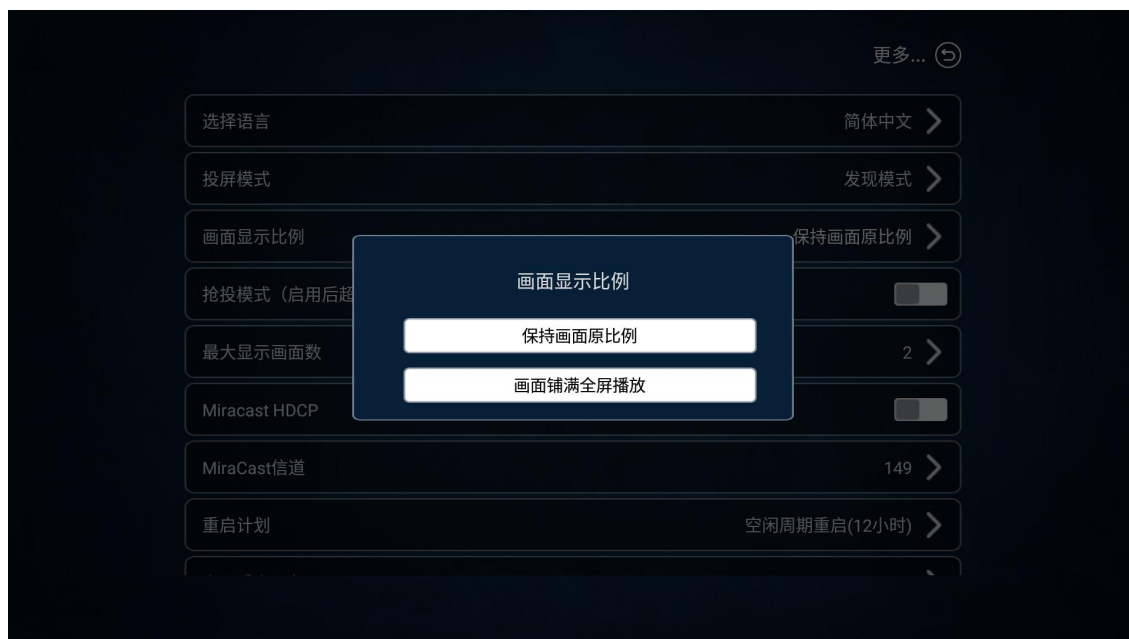 更多...
选择语言 简体中文
投屏模式 发现模式
画面显示比例 保持画面原比例
画面显示比例
抢投模式（启用后超
保持画面原比例
最大显示画面数 2
画面铺满全屏播放
Miracast HDCP
MiraCast信道 149
重启计划 空闲周期重启(12小时)